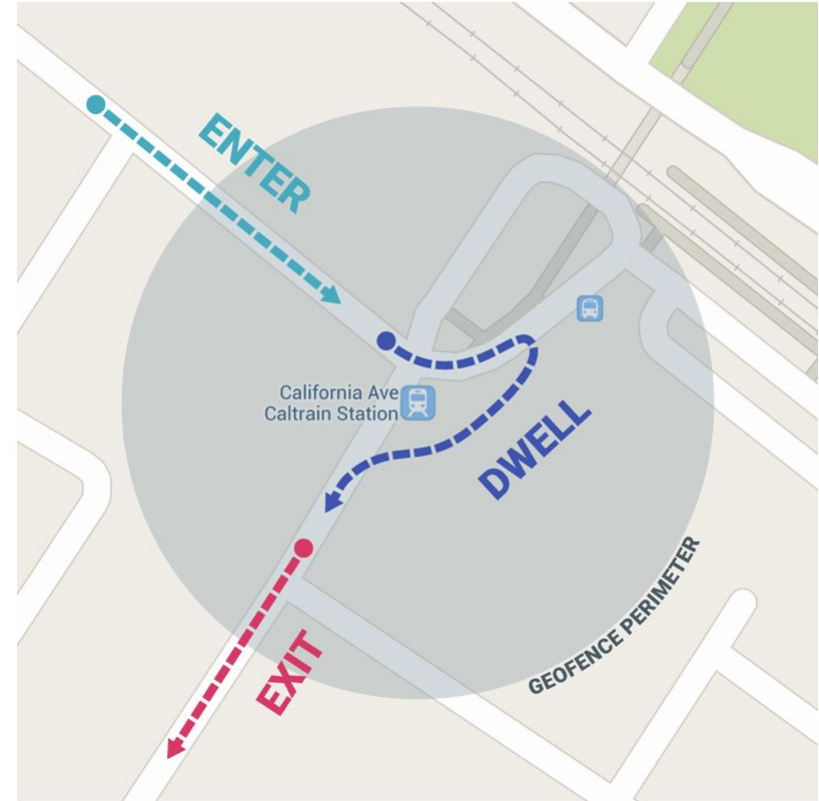 ENTER
California Ave
Caltrain Station
DWELL
GEOFENCE PERIMETER
EXIT